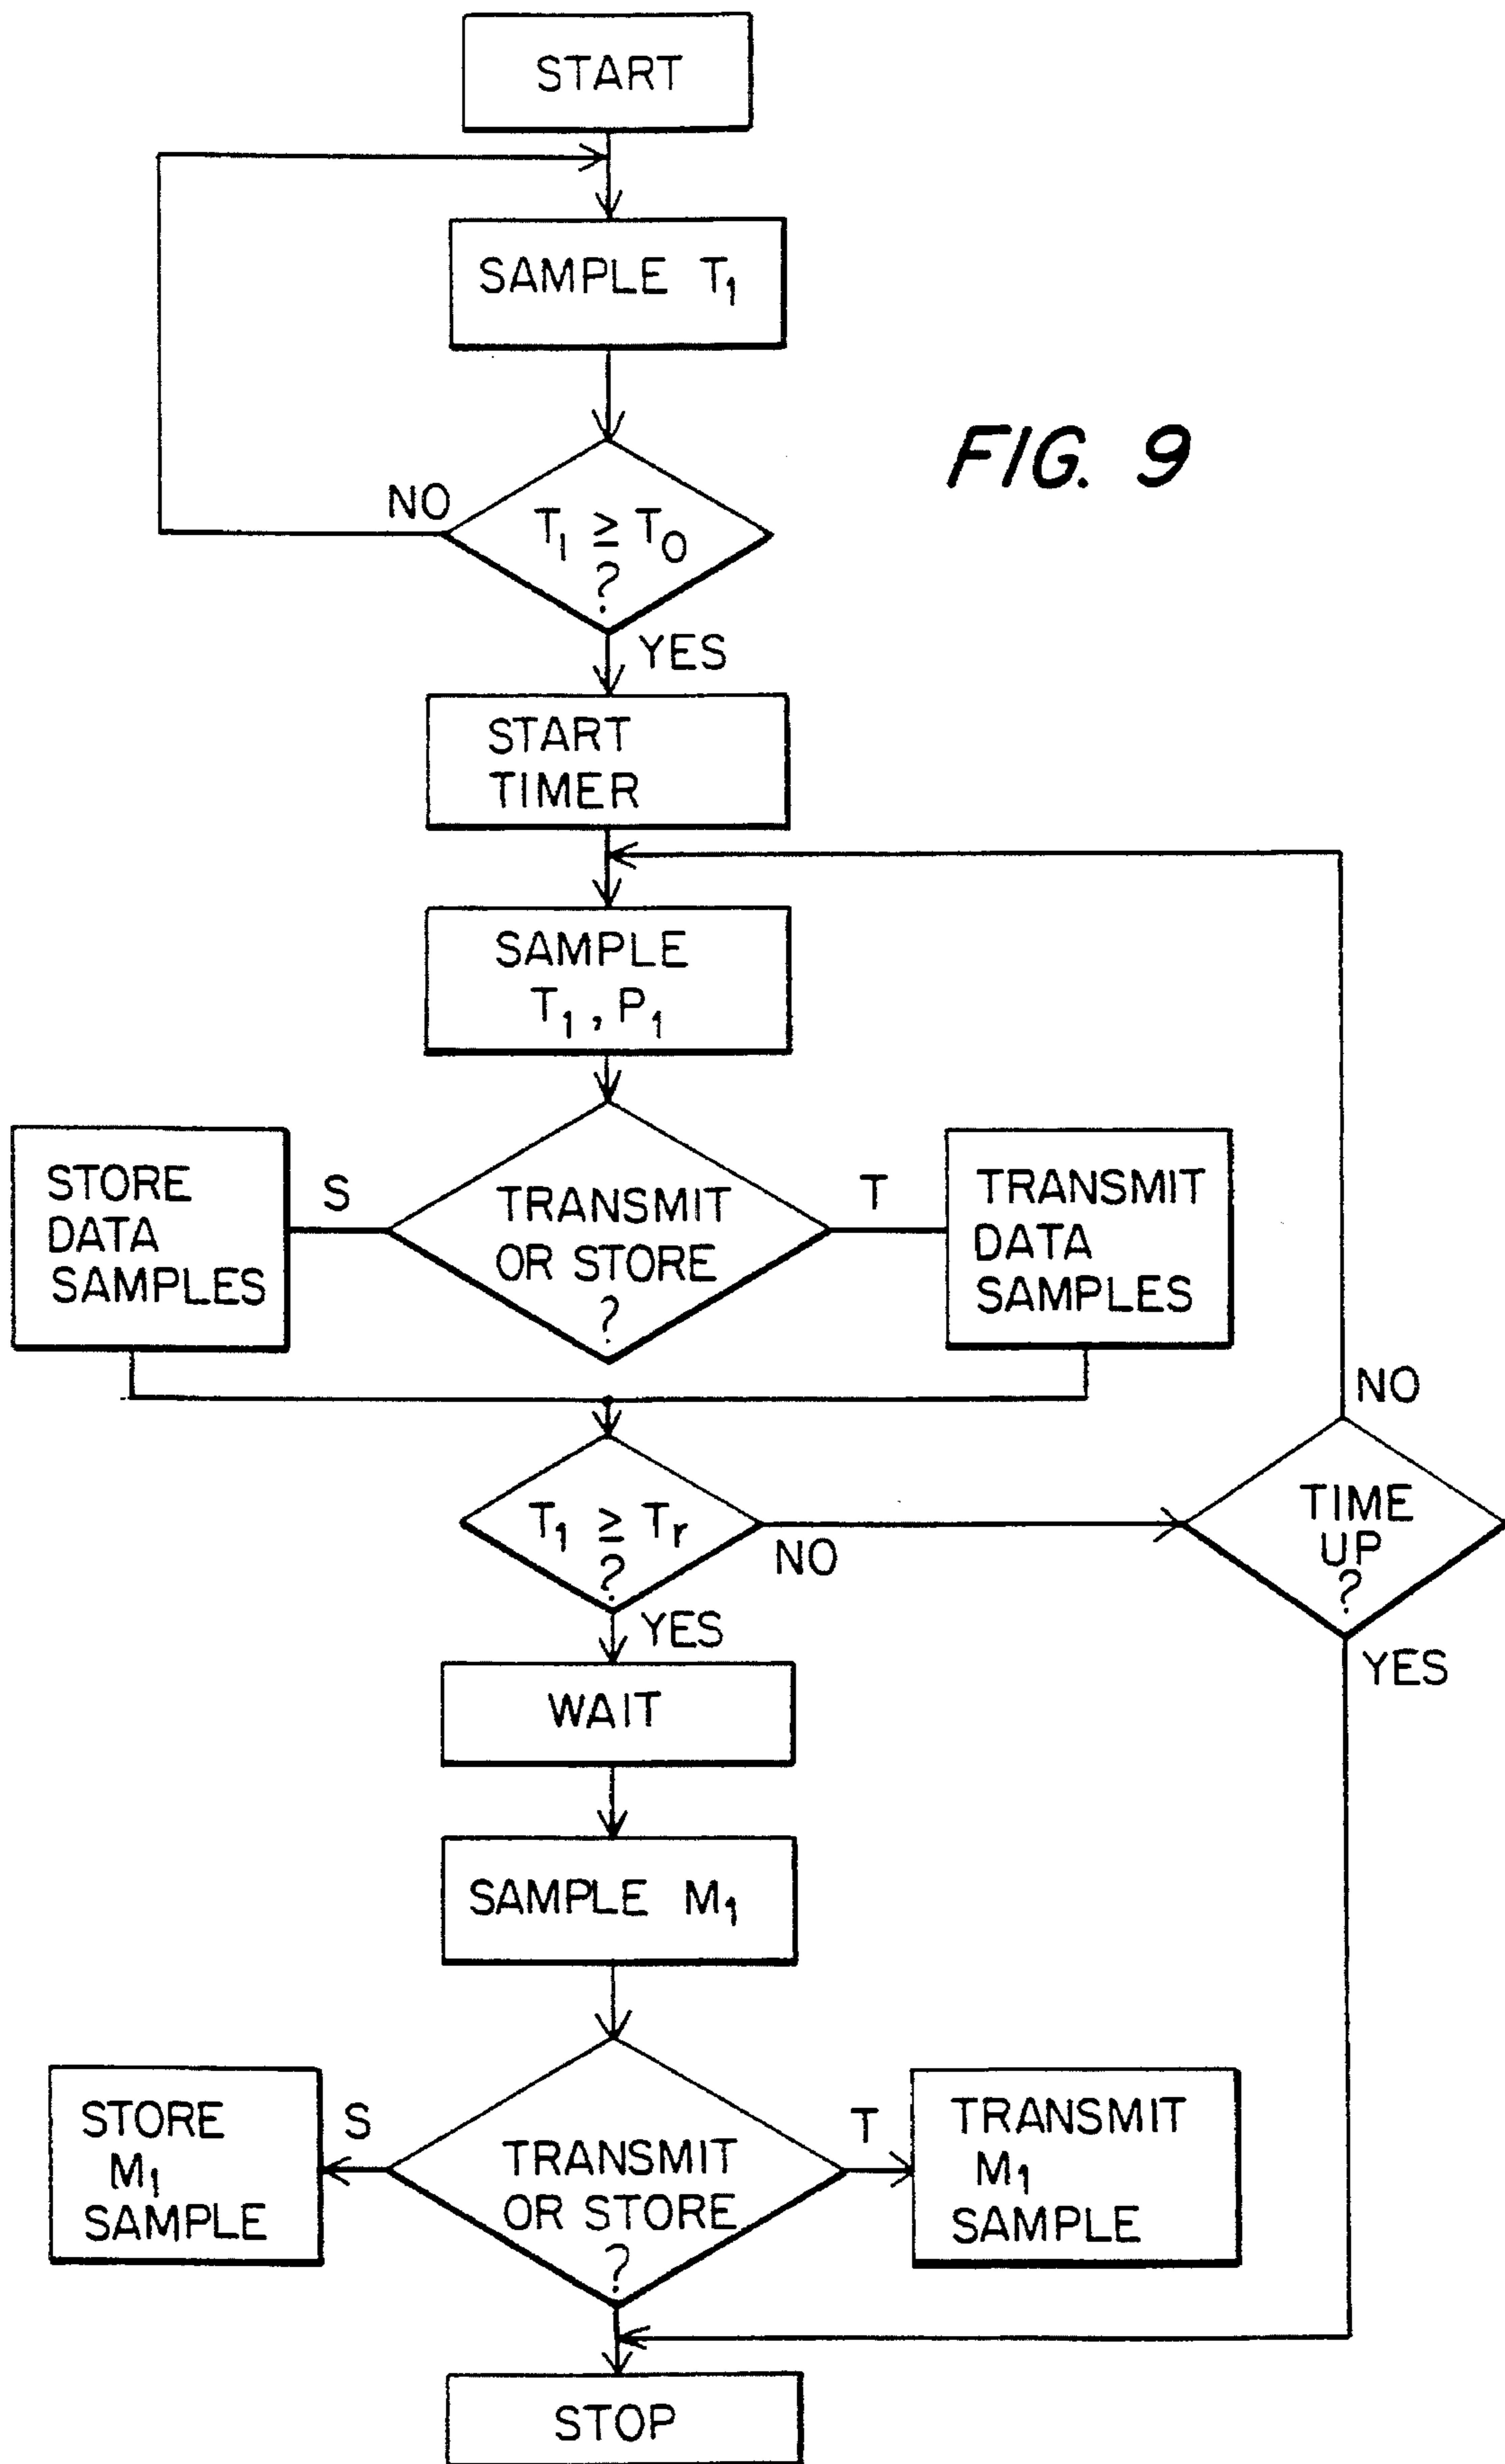 START
SAMPLE T₁
FIG. 9
NO
T₁ ≥ T₀
?
YES
START
TIMER
SAMPLE
T₁, P₁
STORE
DATA
SAMPLES
S
TRANSMIT
OR STORE
?
T
TRANSMIT
DATA
SAMPLES
NO
T₁ ≥ Tᵣ
?
NO
TIME
UP
?
YES
YES
WAIT
SAMPLE M₁
STORE
M₁
SAMPLE
S
TRANSMIT
OR STORE
?
T
TRANSMIT
M₁
SAMPLE
STOP